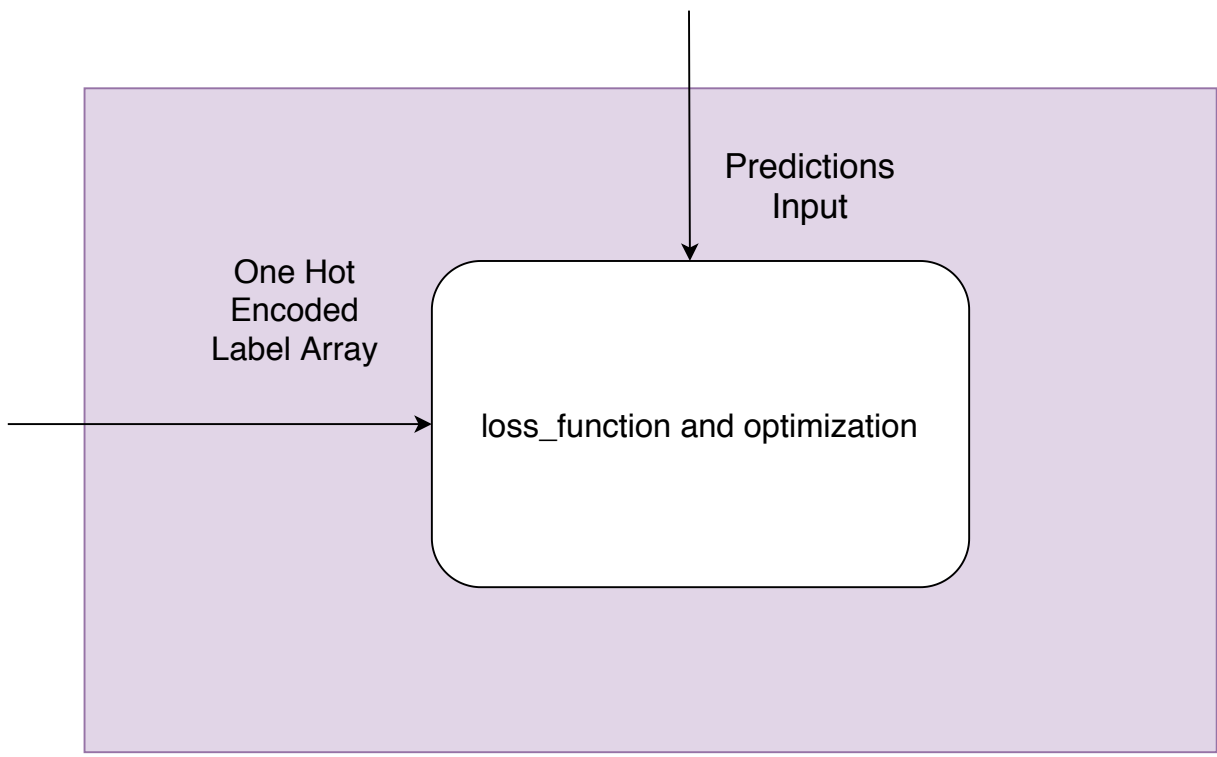 Predictions
Input
One Hot
Encoded
Label Array
loss_function and optimization